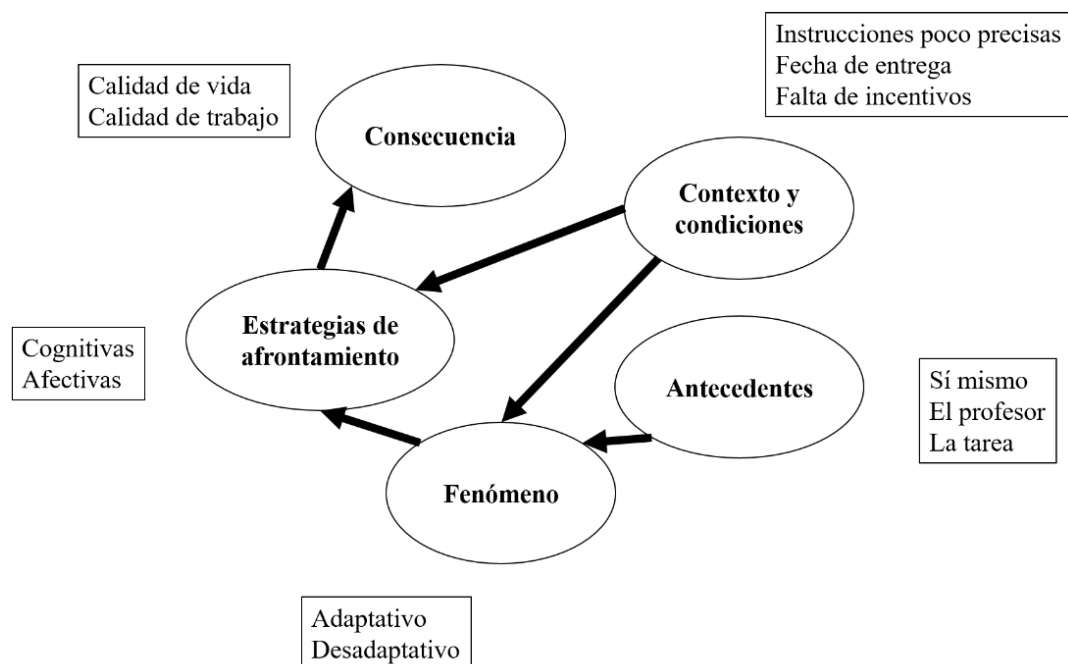 Instrucciones poco precisas
Fecha de entrega
Falta de incentivos
Calidad de vida
Calidad de trabajo
Consecuencia
Contexto y
condiciones
Estrategias de
afrontamiento
Cognitivas
Afectivas
Antecedentes
Sí mismo
El profesor
La tarea
Fenómeno
Adaptativo
Desadaptativo